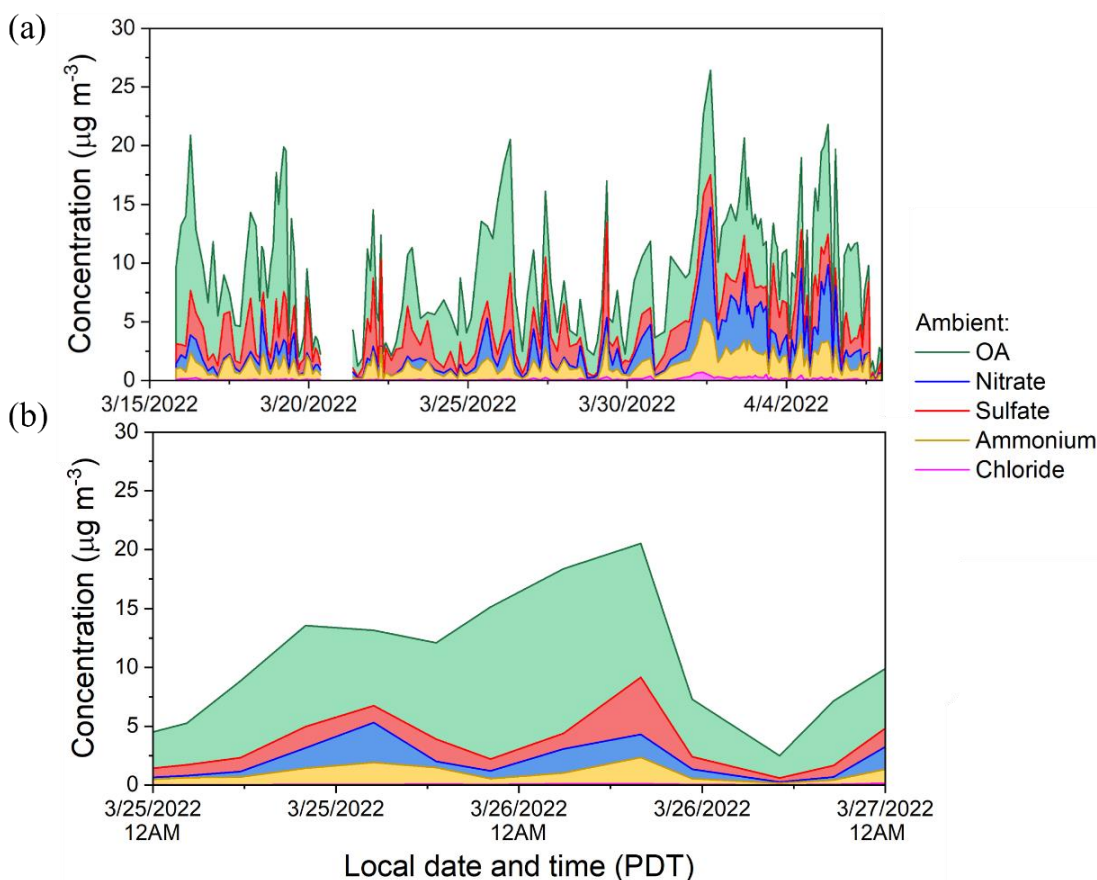 (a)
30
25
20
15
10
5
0
Concentration (μg m⁻³)
3/15/2022 3/20/2022 3/25/2022 3/30/2022 4/4/2022
Ambient:
OA
Nitrate
Sulfate
Ammonium
Chloride
(b)
30
25
20
15
10
5
0
Concentration (μg m⁻³)
3/25/2022 3/25/2022 3/26/2022 3/26/2022 3/27/2022
12AM 12AM 12AM
Local date and time (PDT)